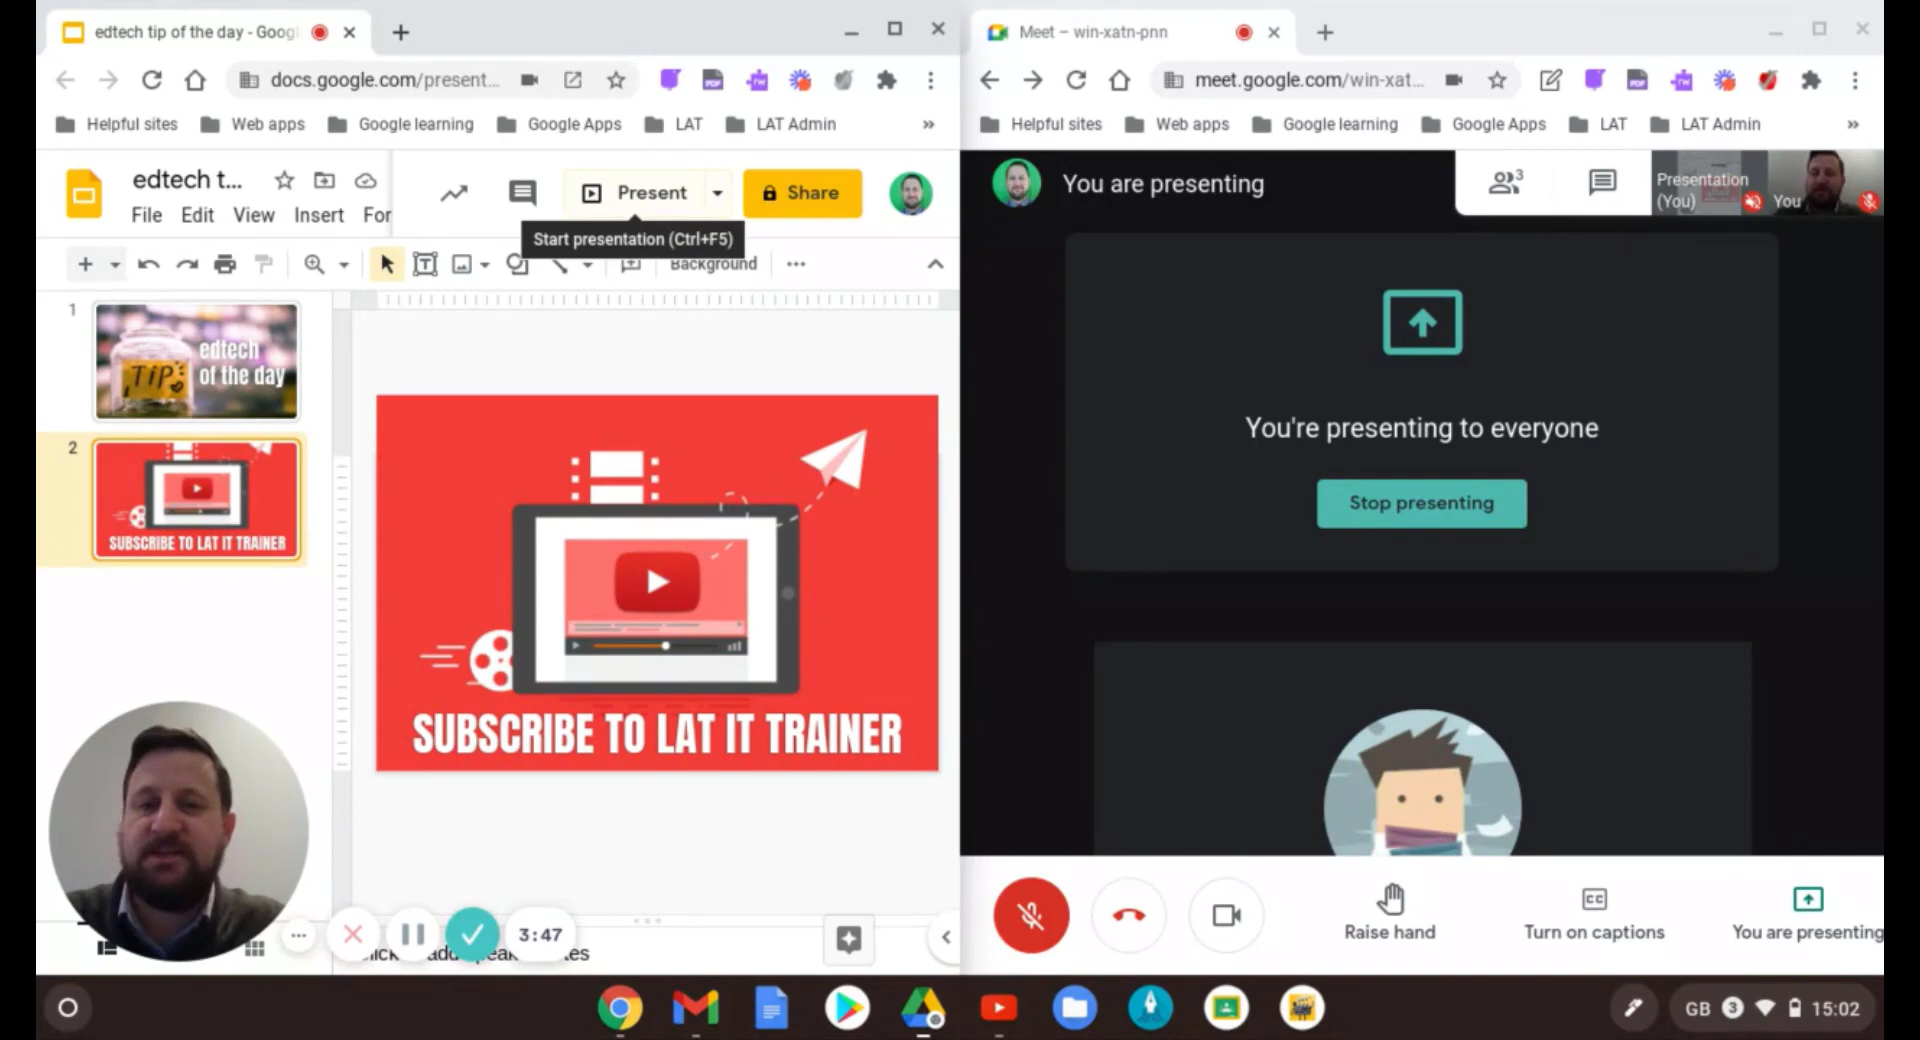 edtech tip of the day - Goog
docs.google.com/present...
Helpful sites
Web apps
Google learning
Google Apps
LAT
LAT Admin
»
edtech t...
File Edit View Insert For
Present
Share
Start presentation (Ctrl+F5)
Background
1
TIP
edtech
of the day
2
SUBSCRIBE TO LAT IT TRAINER
SUBSCRIBE TO LAT IT TRAINER
3:47
Meet – win-xatn-pnn
meet.google.com/win-xat...
Helpful sites
Web apps
Google learning
Google Apps
LAT
LAT Admin
»
You are presenting
3
Presentation
(You)
You
You're presenting to everyone
Stop presenting
Raise hand
CC
Turn on captions
You are presenting
GB 3 15:02